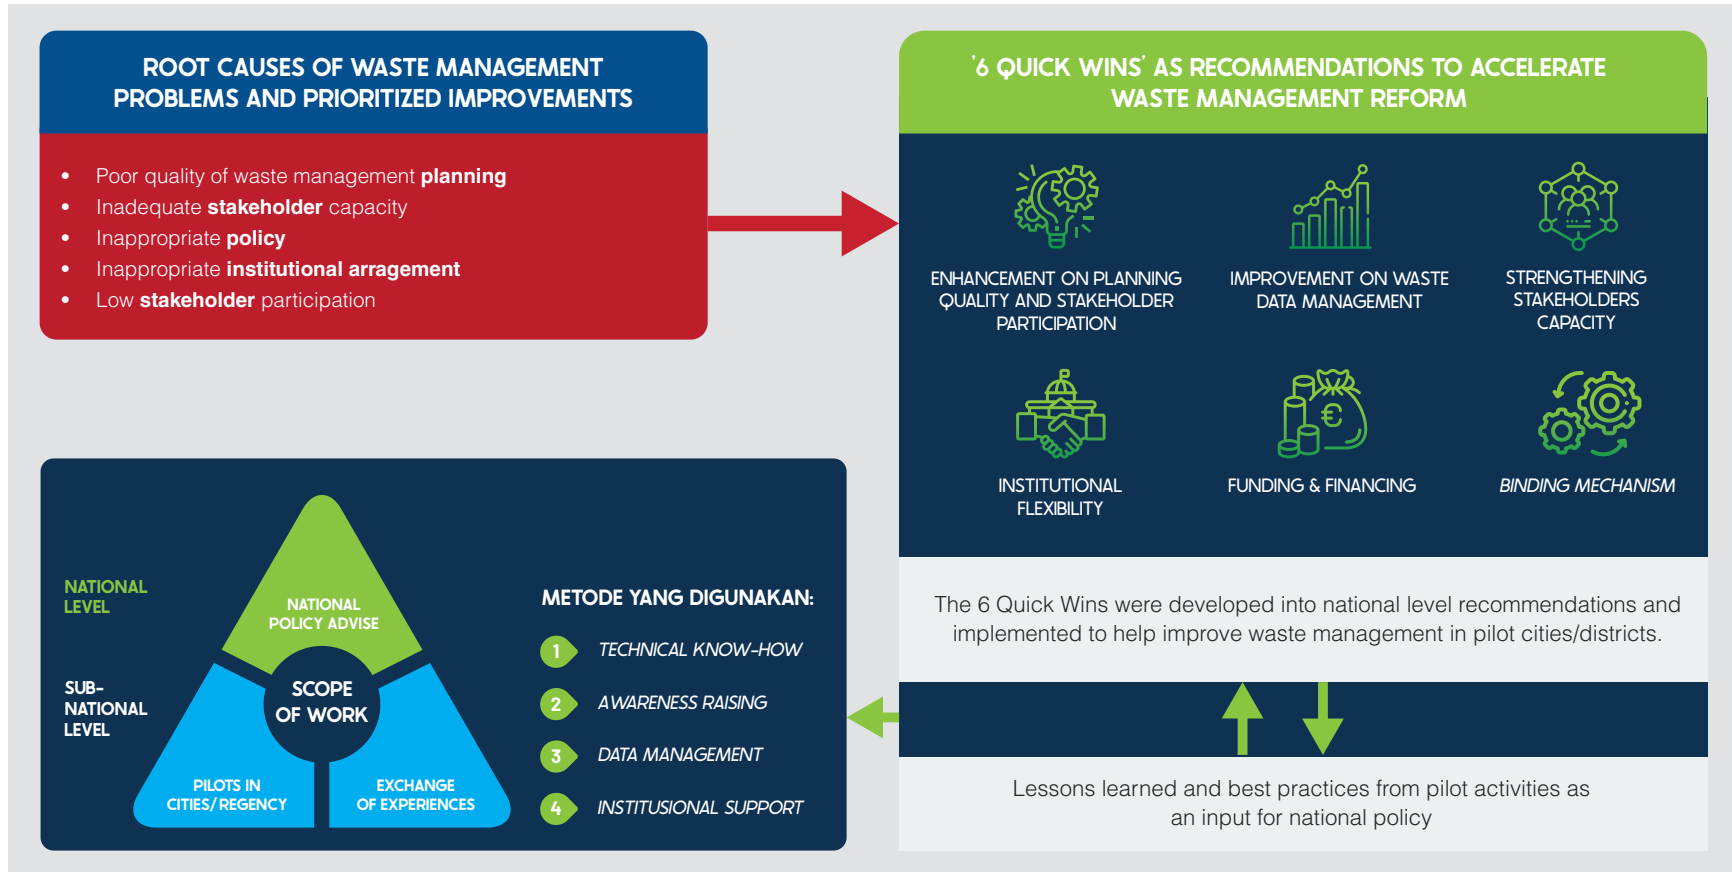 ROOT CAUSES OF WASTE MANAGEMENT
PROBLEMS AND PRIORITIZED IMPROVEMENTS
• Poor quality of waste management planning
• Inadequate stakeholder capacity
• Inappropriate policy
• Inappropriate institutional arragement
• Low stakeholder participation
'6 QUICK WINS' AS RECOMMENDATIONS TO ACCELERATE
WASTE MANAGEMENT REFORM
ENHANCEMENT ON PLANNING
QUALITY AND STAKEHOLDER
PARTICIPATION
IMPROVEMENT ON WASTE
DATA MANAGEMENT
STRENGTHENING
STAKEHOLDERS
CAPACITY
INSTITUTIONAL
FLEXIBILITY
€
FUNDING & FINANCING
BINDING MECHANISM
The 6 Quick Wins were developed into national level recommendations and
implemented to help improve waste management in pilot cities/districts.
Lessons learned and best practices from pilot activities as
an input for national policy
NATIONAL
LEVEL
SUB-
NATIONAL
LEVEL
NATIONAL
POLICY ADVISE
SCOPE
OF WORK
PILOTS IN
CITIES/REGENCY
EXCHANGE
OF EXPERIENCES
METODE YANG DIGUNAKAN:
1 TECHNICAL KNOW-HOW
2 AWARENESS RAISING
3 DATA MANAGEMENT
4 INSTITUSIONAL SUPPORT